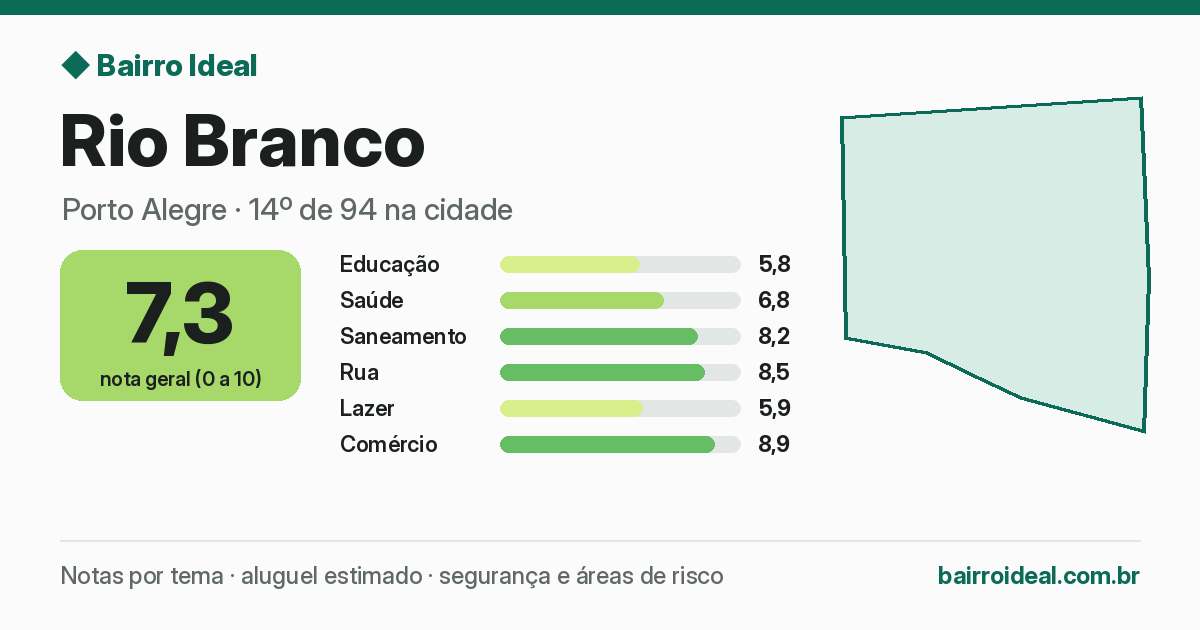 Bairro Ideal
Rio Branco
Porto Alegre · 14º de 94 na cidade
7,3
nota geral (0 a 10)
Educação 5,8
Saúde 6,8
Saneamento 8,2
Rua 8,5
Lazer 5,9
Comércio 8,9
Notas por tema · aluguel estimado · segurança e áreas de risco
bairroideal.com.br